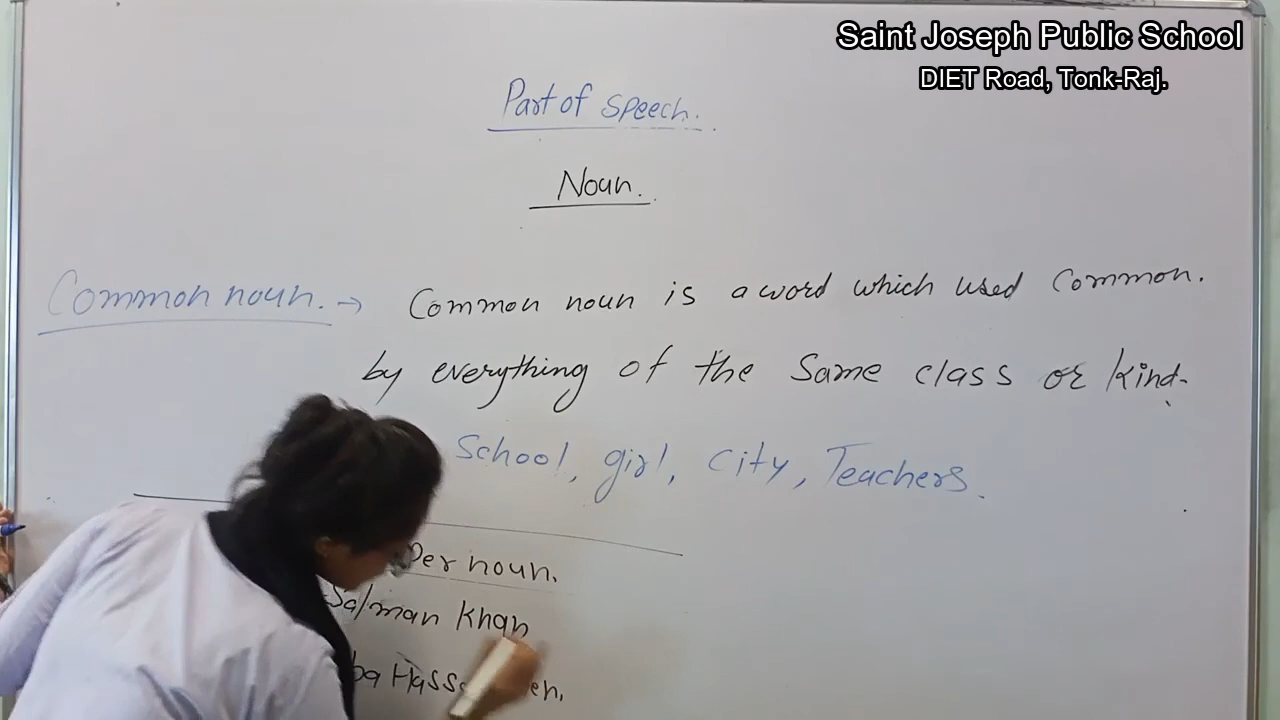 Saint Joseph Public School
DIET Road, Tonk-Raj.
Part of speech.
Noun.
Common noun. → Common noun is a word which used Common.
by everything of the Same class or kind.
School, girl, City, Teachers.
noun.
Salman Khan